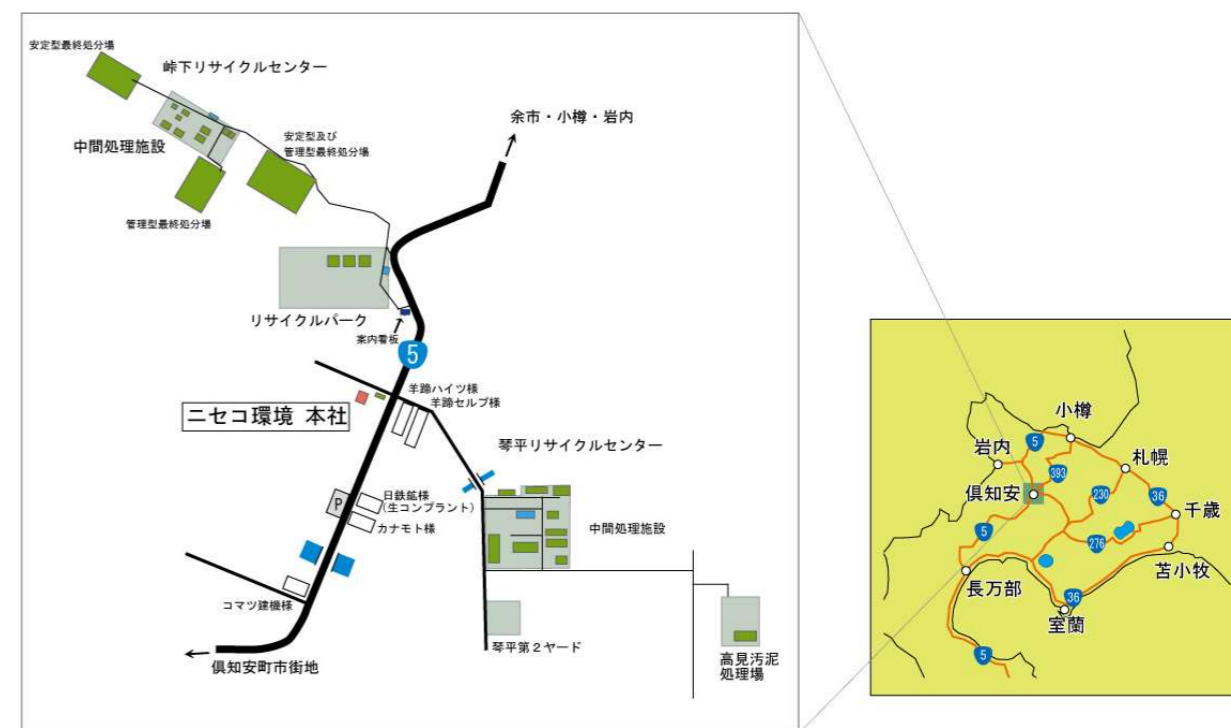 安定型最終処分場
峠下リサイクルセンター
余市・小樽・岩内
安定型及び
管理型最終処分場
中間処理施設
管理型最終処分場
リサイクルパーク
案内看板
5
羊蹄ハイツ様
羊蹄セルプ様
ニセコ環境 本社
琴平リサイクルセンター
P
日鉄鉱様
(生コンプラント)
カナモト様
中間処理施設
コマツ建機様
琴平第2ヤード
倶知安町市街地
高見汚泥
処理場
小樽
岩内
5
札幌
393
倶知安
230
36
千歳
5
276
苫小牧
長万部
36
室蘭
5